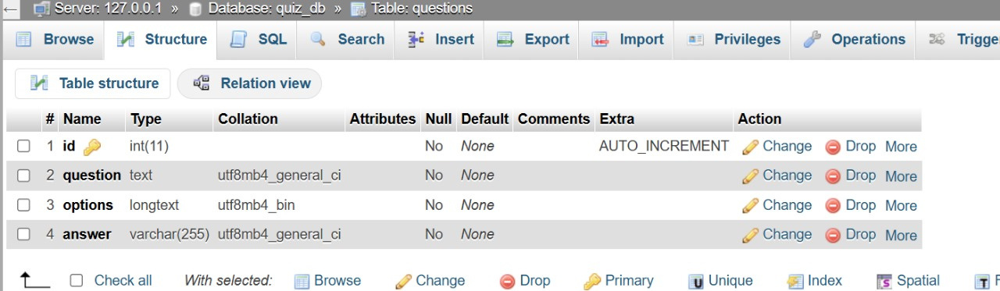 Server: 127.0.0.1 » Database: quiz_db » Table: questions
Browse Structure SQL Search Insert Export Import Privileges Operations Trigge
Table structure Relation view
# Name Type Collation Attributes Null Default Comments Extra Action
1 id int(11) No None AUTO_INCREMENT Change Drop More
2 question text utf8mb4_general_ci No None Change Drop More
3 options longtext utf8mb4_bin No None Change Drop More
4 answer varchar(255) utf8mb4_general_ci No None Change Drop More
Check all With selected: Browse Change Drop Primary Unique Index Spatial F